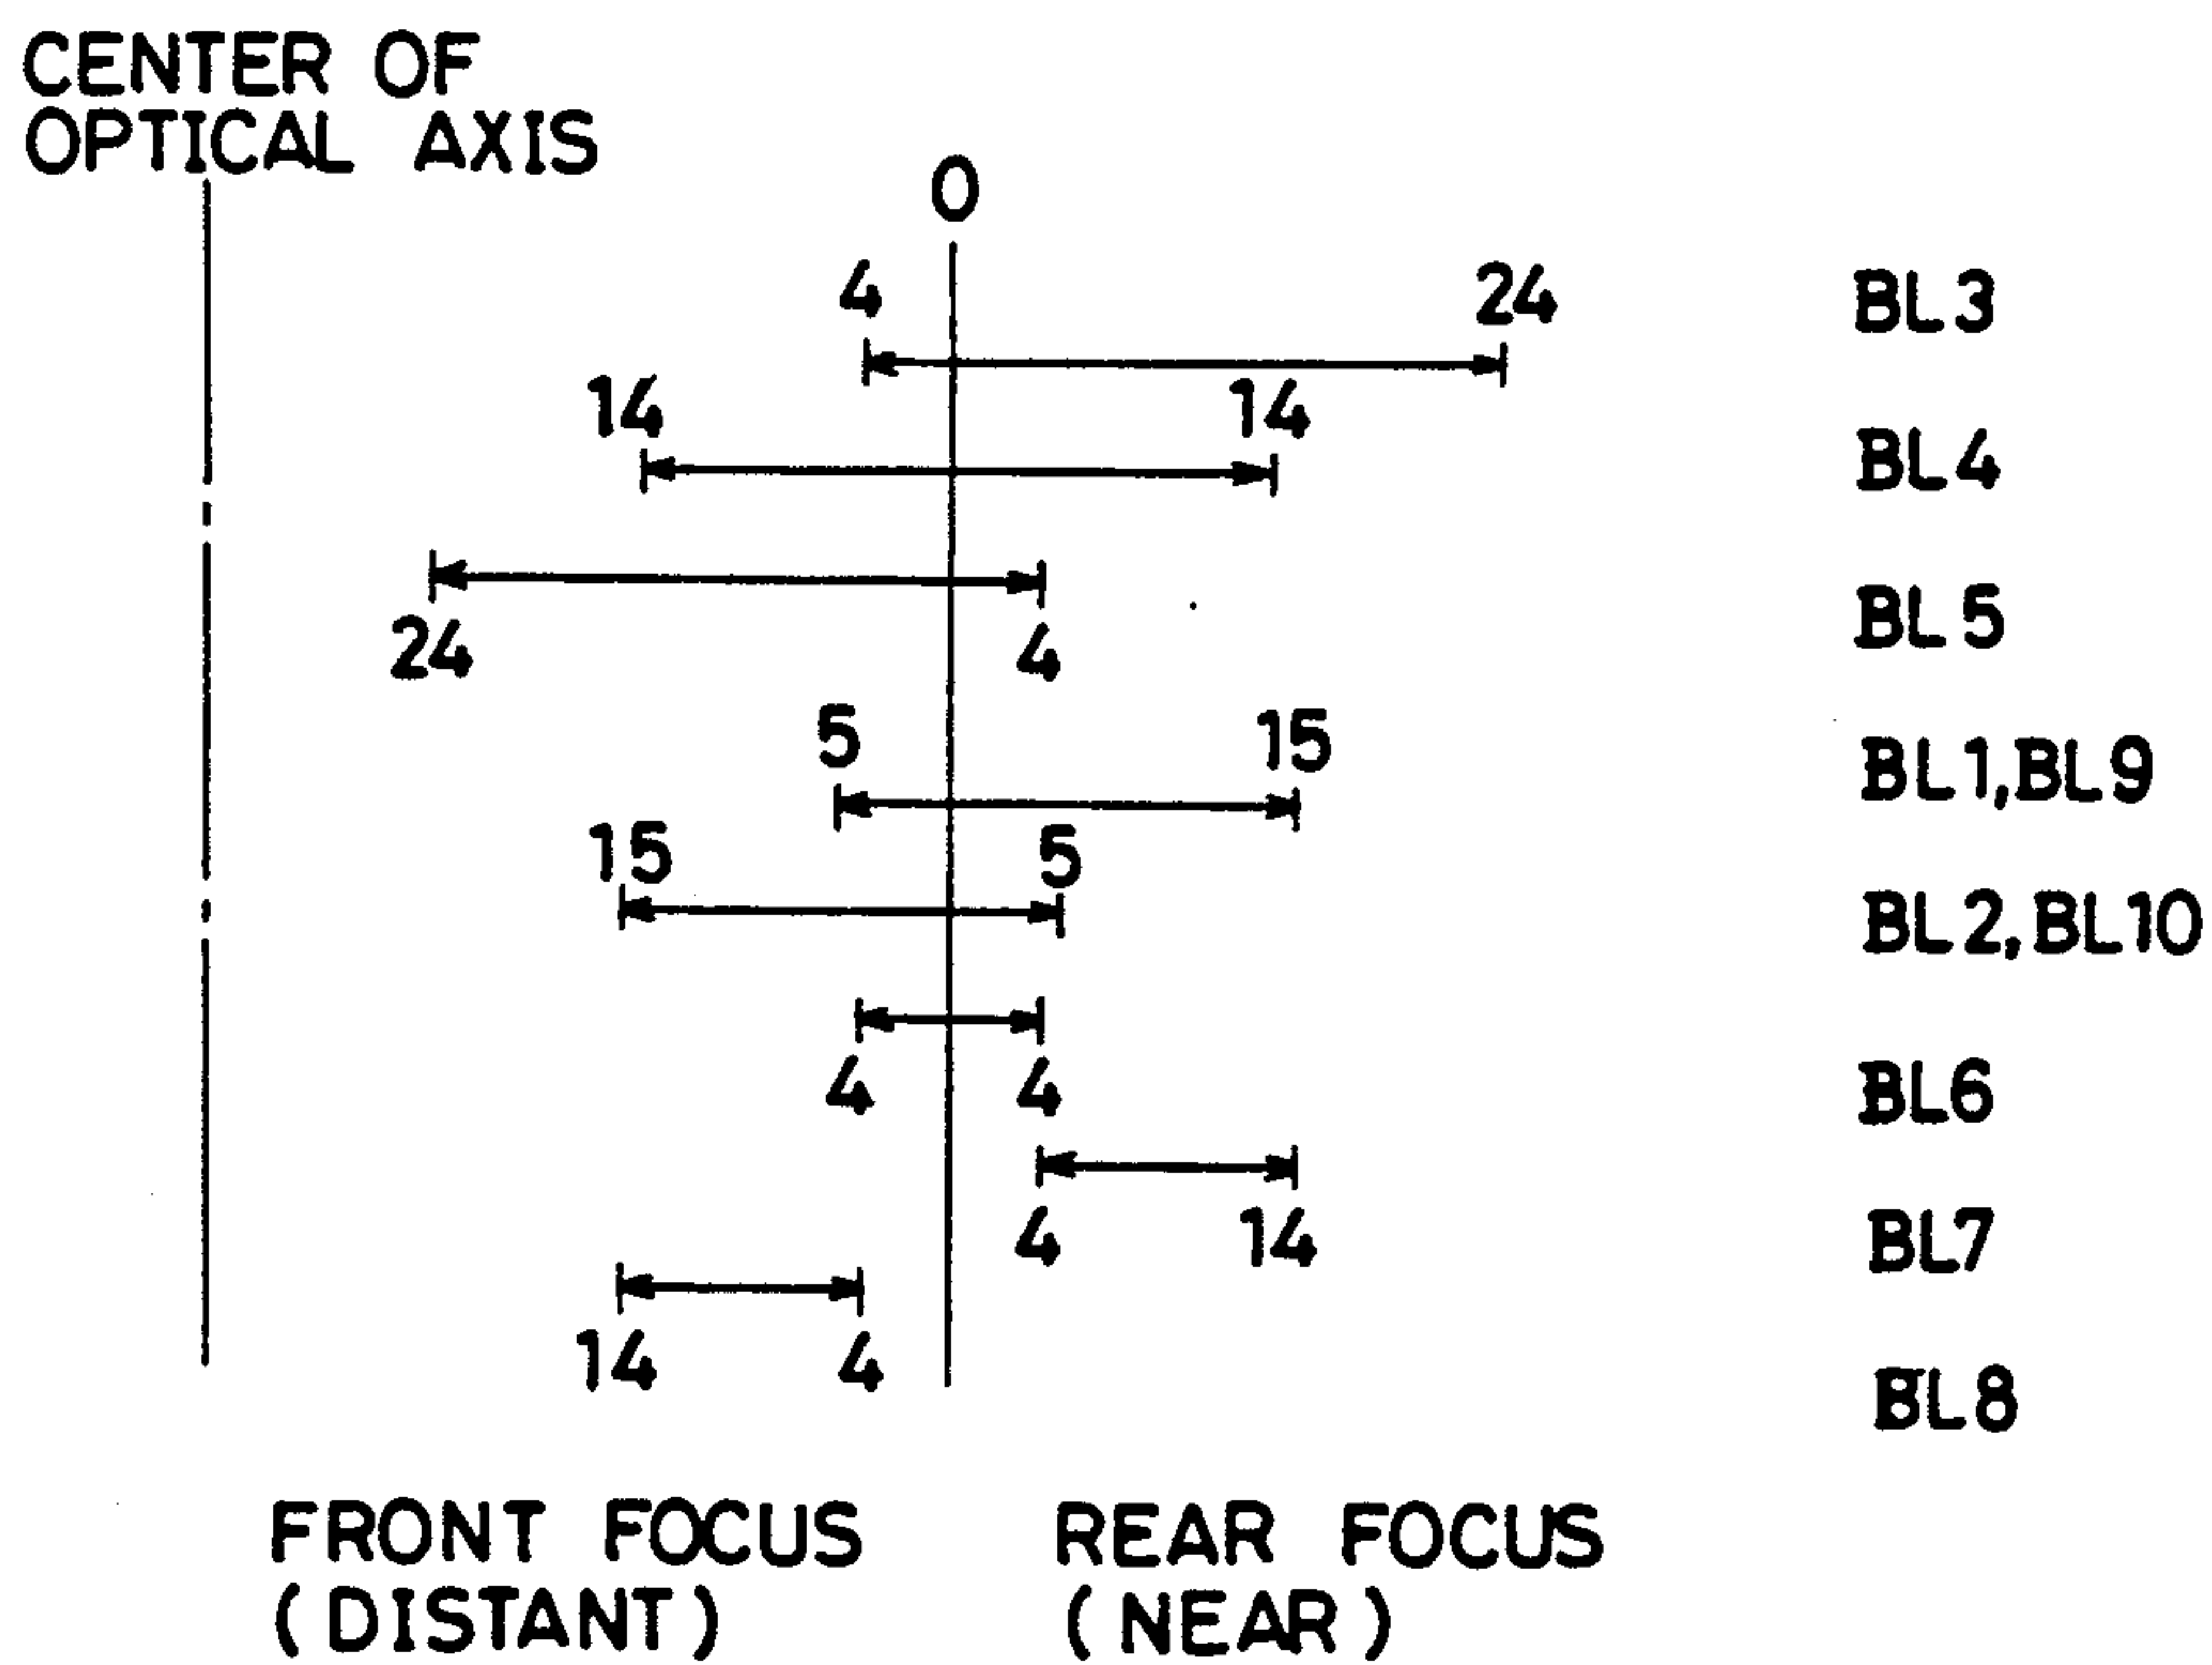 CENTER OF
OPTICAL AXIS
0
4 24 BL3
14 14 BL4
24 4 BL5
5 15 BL1,BL9
15 5 BL2,BL10
4 4 BL6
4 14 BL7
14 4 BL8
FRONT FOCUS REAR FOCUS
(DISTANT) (NEAR)